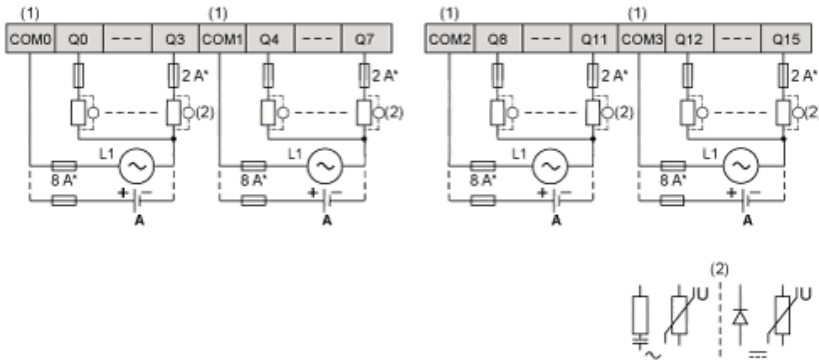 (1) (1) (1) (1)
COM0 Q0 --- Q3 COM1 Q4 --- Q7 COM2 Q8 --- Q11 COM3 Q12 --- Q15
2 A* 2 A* 2 A* 2 A*
(2) (2) (2) (2)
L1 L1 L1 L1
8 A* 8 A* 8 A* 8 A*
+ − + − + − + −
A A A A
(2)
U U
~